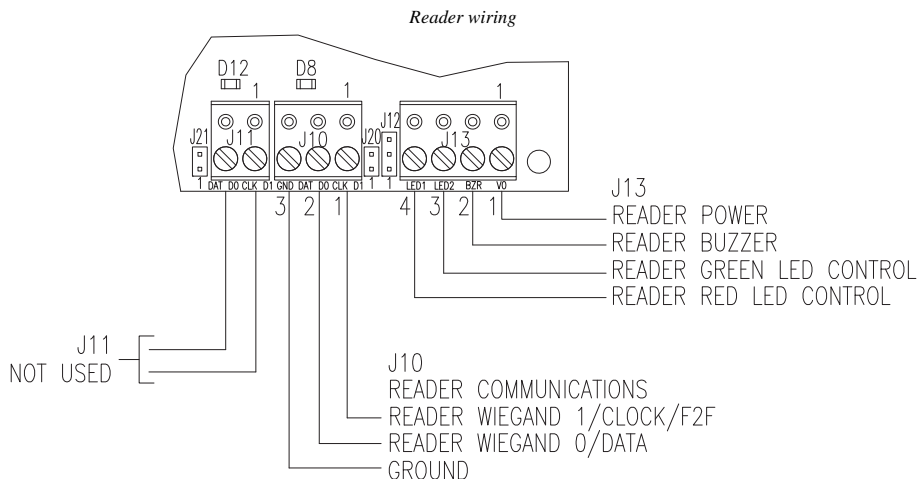 Reader wiring
D12 D8
1 1 1
J21 J11 J10 J20 J12 J13
1 1 1
DAT D0 CLK D1 GND DAT D0 CLK D1 LED1 LED2 BZR V0
3 2 1 4 3 2 1
J13
READER POWER
READER BUZZER
READER GREEN LED CONTROL
READER RED LED CONTROL
J11
NOT USED
J10
READER COMMUNICATIONS
READER WIEGAND 1/CLOCK/F2F
READER WIEGAND 0/DATA
GROUND